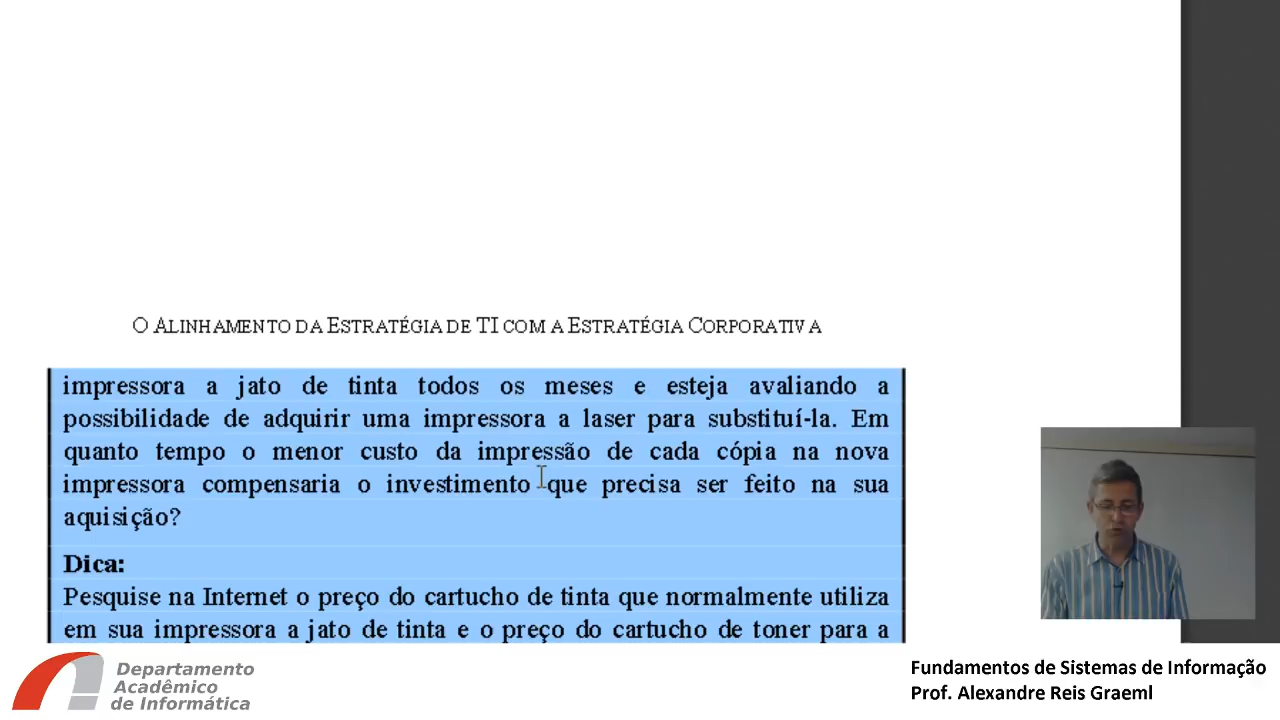 O ALINHAMENTO DA ESTRATÉGIA DE TI COM A ESTRATÉGIA CORPORATIVA
impressora a jato de tinta todos os meses e esteja avaliando a
possibilidade de adquirir uma impressora a laser para substituí-la. Em
quanto tempo o menor custo da impressão de cada cópia na nova
impressora compensaria o investimento que precisa ser feito na sua
aquisição?
Dica:
Pesquise na Internet o preço do cartucho de tinta que normalmente utiliza
em sua impressora a jato de tinta e o preço do cartucho de toner para a
Departamento
Acadêmico
de Informática
Fundamentos de Sistemas de Informação
Prof. Alexandre Reis Graeml